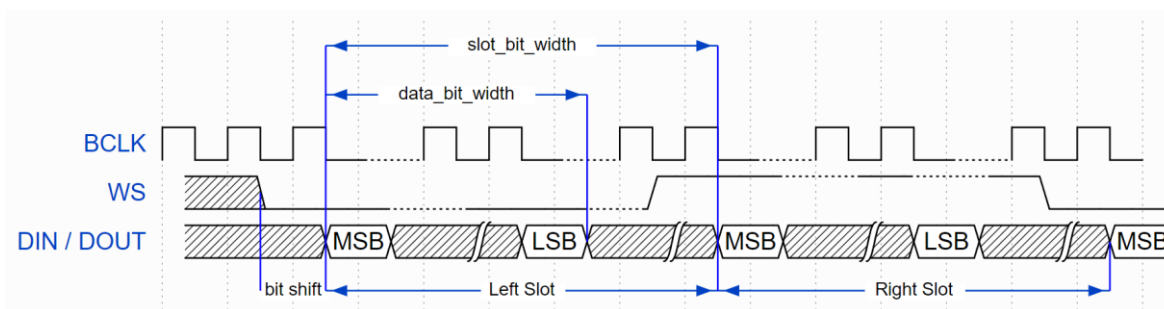 slot_bit_width
data_bit_width
BCLK
WS
DIN / DOUT
MSB
LSB
MSB
LSB
MSB
bit shift
Left Slot
Right Slot